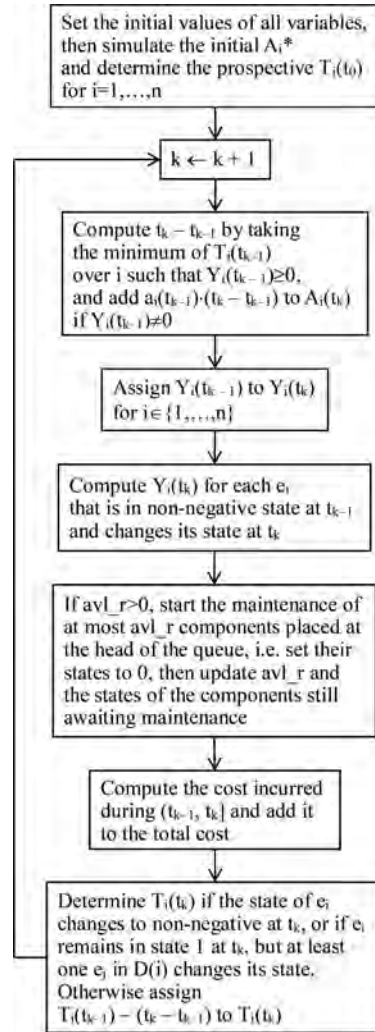 Set the initial values of all variables,
then simulate the initial Aᵢ*
and determine the prospective Tᵢ(t₀)
for i=1,…,n
k ← k + 1
Compute tₖ – tₖ₋₁ by taking
the minimum of Tᵢ(tₖ₋₁)
over i such that Yᵢ(tₖ₋₁)≥0,
and add aᵢ(tₖ₋₁)·(tₖ – tₖ₋₁) to Aᵢ(tₖ)
if Yᵢ(tₖ₋₁)≠0
Assign Yᵢ(tₖ₋₁) to Yᵢ(tₖ)
for i∈{1,…,n}
Compute Yᵢ(tₖ) for each eᵢ
that is in non-negative state at tₖ₋₁
and changes its state at tₖ
If avl_r>0, start the maintenance of
at most avl_r components placed at
the head of the queue, i.e. set their
states to 0, then update avl_r and
the states of the components still
awaiting maintenance
Compute the cost incurred
during (tₖ₋₁, tₖ] and add it
to the total cost
Determine Tᵢ(tₖ) if the state of eᵢ
changes to non-negative at tₖ, or if eᵢ
remains in state 1 at tₖ, but at least
one eⱼ in D(i) changes its state.
Otherwise assign
Tᵢ(tₖ₋₁) – (tₖ – tₖ₋₁) to Tᵢ(tₖ)